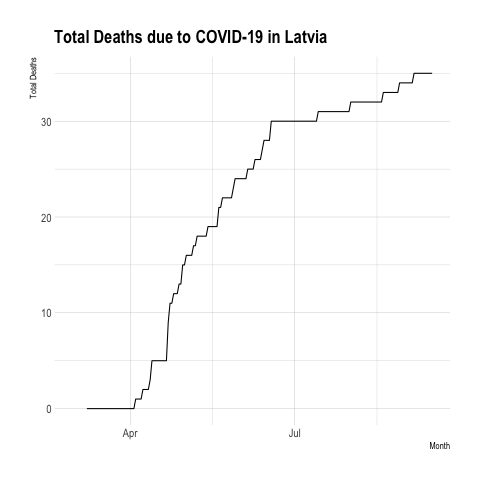 Total Deaths due to COVID-19 in Latvia
Total Deaths
30
20
10
0
Apr
Jul
Month